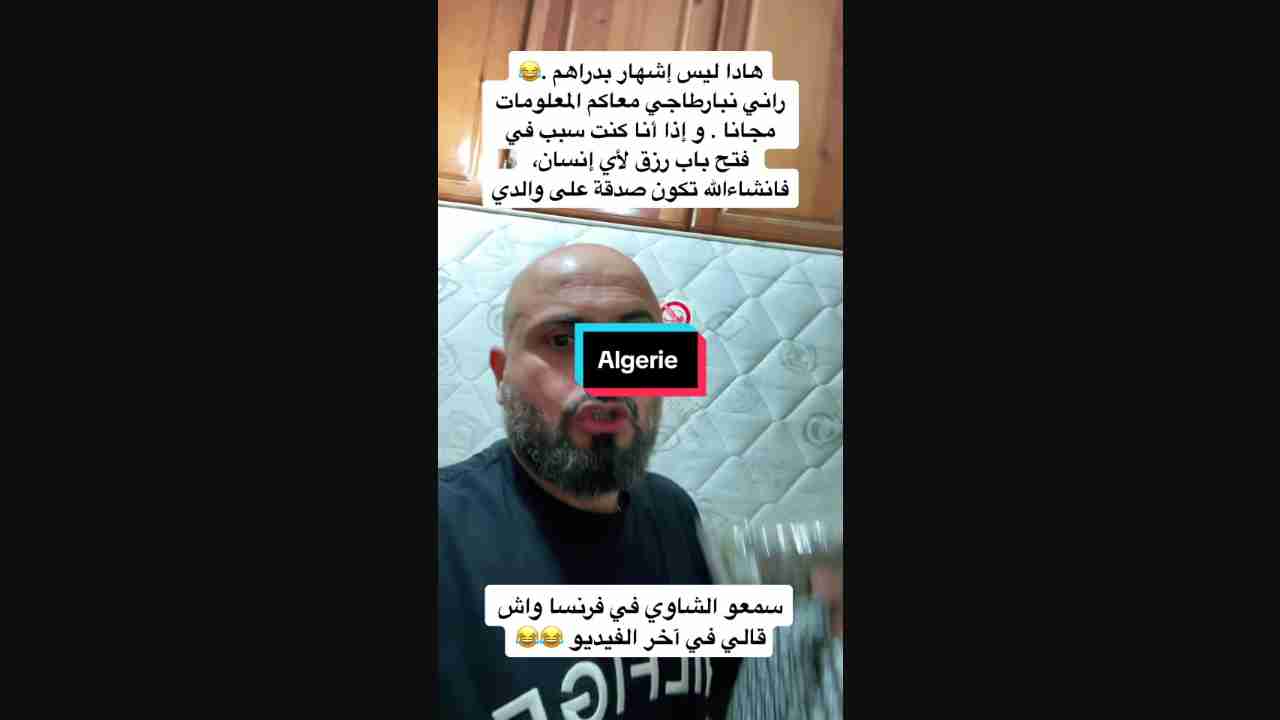 هادا ليس إشهار بدراهم .😂
راني نبارطاجي معاكم المعلومات
مجانا . و إذا أنا كنت سبب في
فتح باب رزق لأي إنسان،
فانشاءالله تكون صدقة على والدي
Algerie
سمعو الشاوي في فرنسا واش
قالي في آخر الفيديو 😂😂